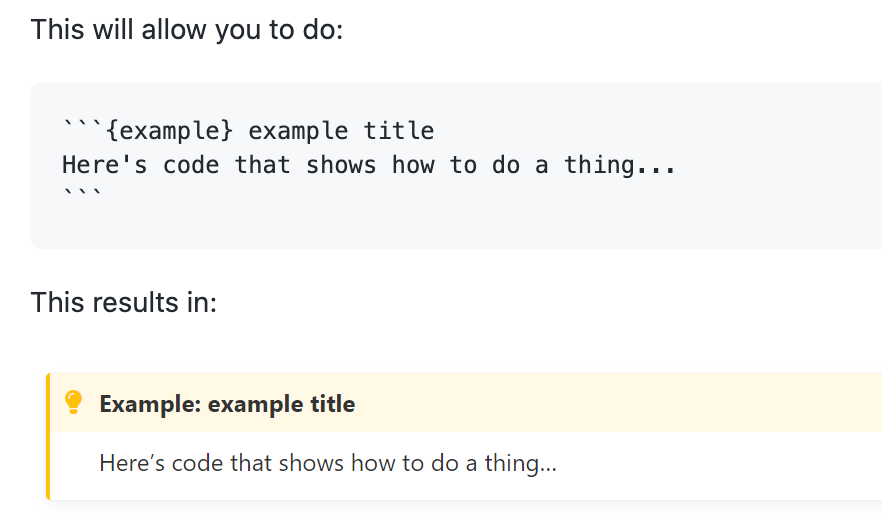 This will allow you to do:
```{example} example title
Here's code that shows how to do a thing...
```
This results in:
Example: example title
Here’s code that shows how to do a thing…